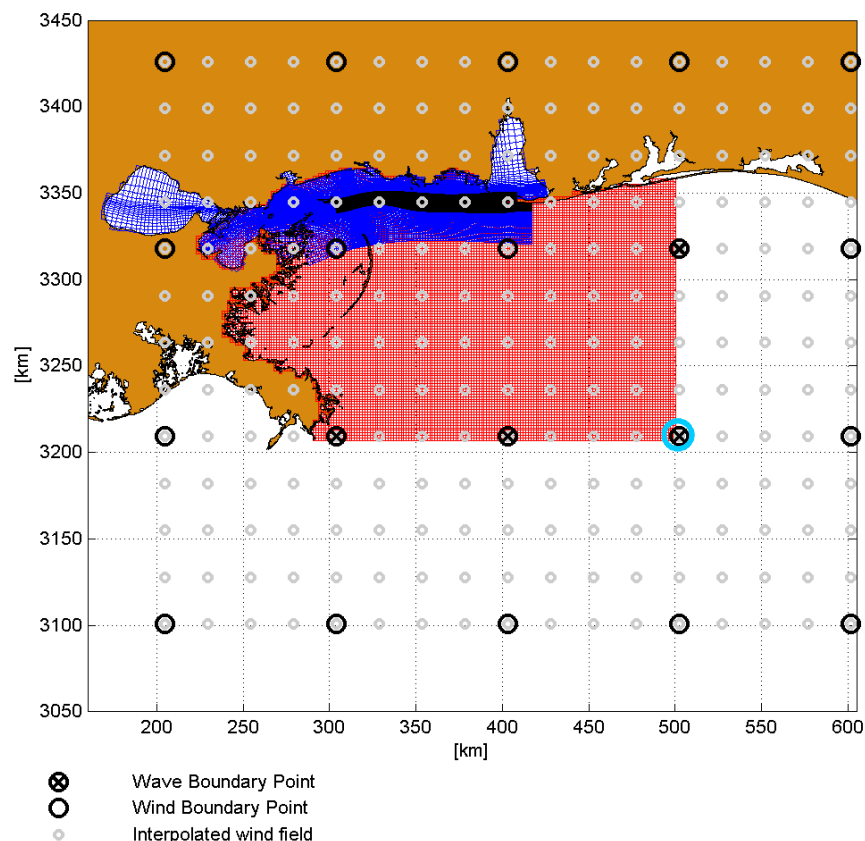 3450
3400
3350
3300
3250
3200
3150
3100
3050
[km]
200 250 300 350 400 450 500 550 600
[km]
Wave Boundary Point
Wind Boundary Point
Interpolated wind field